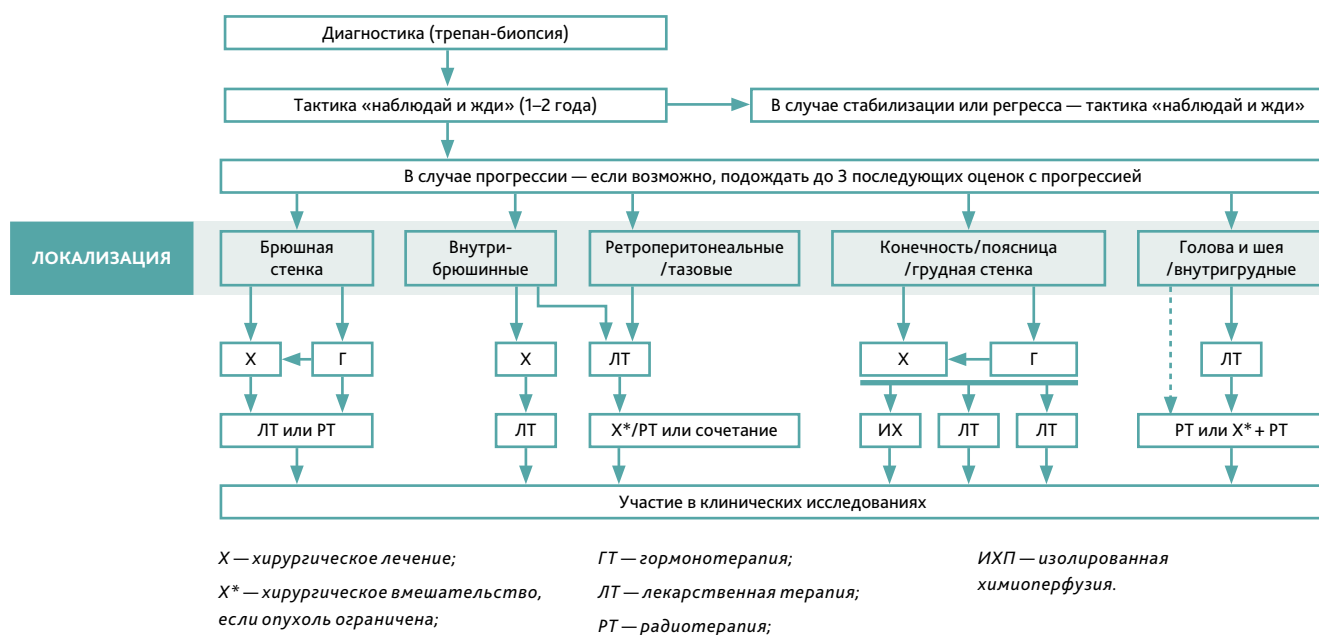 Диагностика (трепан-биопсия)
Тактика «наблюдай и жди» (1–2 года)
В случае стабилизации или регресса — тактика «наблюдай и жди»
В случае прогрессии — если возможно, подождать до 3 последующих оценок с прогрессией
ЛОКАЛИЗАЦИЯ
Брюшная
стенка
Внутри-
брюшинные
Ретроперитонеальные
/тазовые
Конечность/поясница
/грудная стенка
Голова и шея
/внутригрудные
Х
Г
Х
ЛТ
Х
Г
ЛТ
ЛТ или РТ
ЛТ
Х*/РТ или сочетание
ИХ
ЛТ
ЛТ
РТ или Х* + РТ
Участие в клинических исследованиях
Х — хирургическое лечение;
Х* — хирургическое вмешательство,
если опухоль ограничена;
ГТ — гормонотерапия;
ЛТ — лекарственная терапия;
РТ — радиотерапия;
ИХП — изолированная
химиоперфузия.